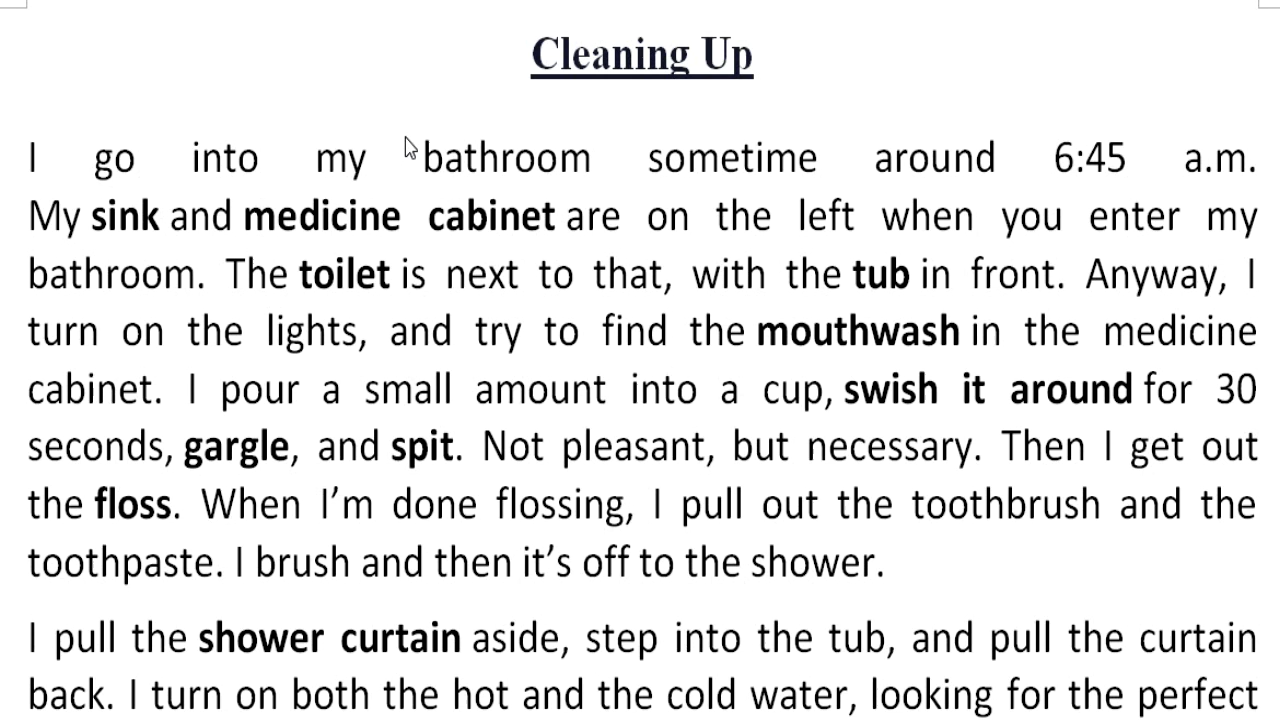 Cleaning Up
I go into my bathroom sometime around 6:45 a.m.
My sink and medicine cabinet are on the left when you enter my
bathroom. The toilet is next to that, with the tub in front. Anyway, I
turn on the lights, and try to find the mouthwash in the medicine
cabinet. I pour a small amount into a cup, swish it around for 30
seconds, gargle, and spit. Not pleasant, but necessary. Then I get out
the floss. When I’m done flossing, I pull out the toothbrush and the
toothpaste. I brush and then it’s off to the shower.
I pull the shower curtain aside, step into the tub, and pull the curtain
back. I turn on both the hot and the cold water, looking for the perfect